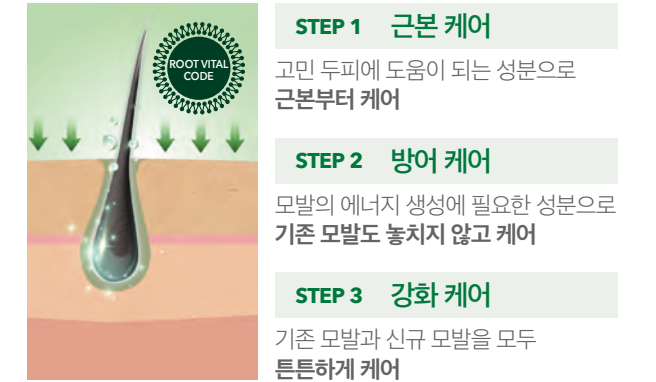 ROOT VITAL
CODE
STEP 1 근본 케어
고민 두피에 도움이 되는 성분으로
근본부터 케어
STEP 2 방어 케어
모발의 에너지 생성에 필요한 성분으로
기존 모발도 놓치지 않고 케어
STEP 3 강화 케어
기존 모발과 신규 모발을 모두
튼튼하게 케어